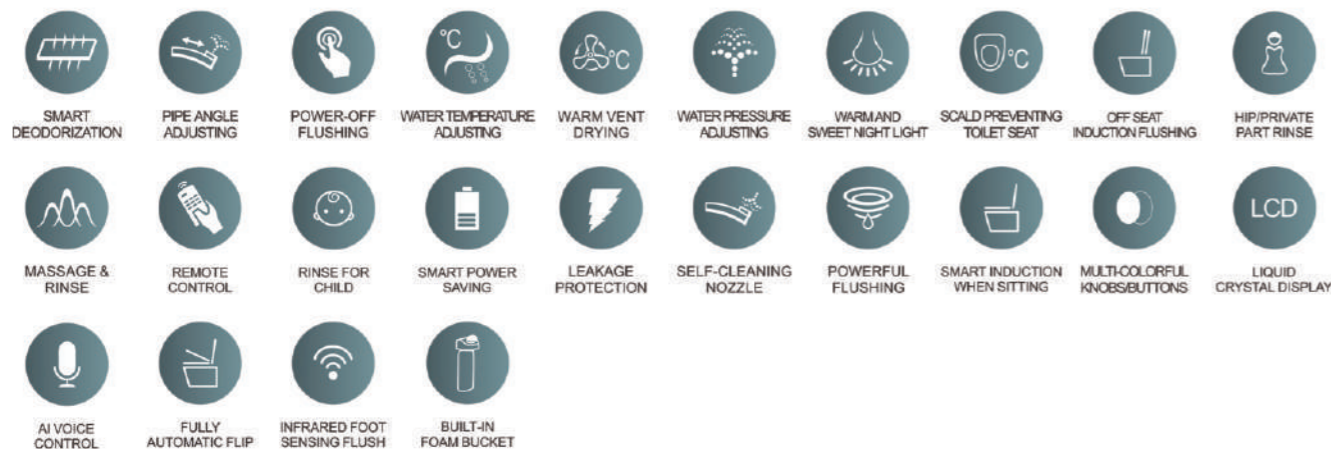 °C
°C
°C
SMART
DEODORIZATION
PIPE ANGLE
ADJUSTING
POWER-OFF
FLUSHING
WATER TEMPERATURE
ADJUSTING
WARM VENT
DRYING
WATER PRESSURE
ADJUSTING
WARM AND
SWEET NIGHT LIGHT
SCALD PREVENTING
TOILET SEAT
OFF SEAT
INDUCTION FLUSHING
HIP/PRIVATE
PART RINSE
LCD
MASSAGE &
RINSE
REMOTE
CONTROL
RINSE FOR
CHILD
SMART POWER
SAVING
LEAKAGE
PROTECTION
SELF-CLEANING
NOZZLE
POWERFUL
FLUSHING
SMART INDUCTION
WHEN SITTING
MULTI-COLORFUL
KNOBS/BUTTONS
LIQUID
CRYSTAL DISPLAY
AI VOICE
CONTROL
FULLY
AUTOMATIC FLIP
INFRARED FOOT
SENSING FLUSH
BUILT-IN
FOAM BUCKET